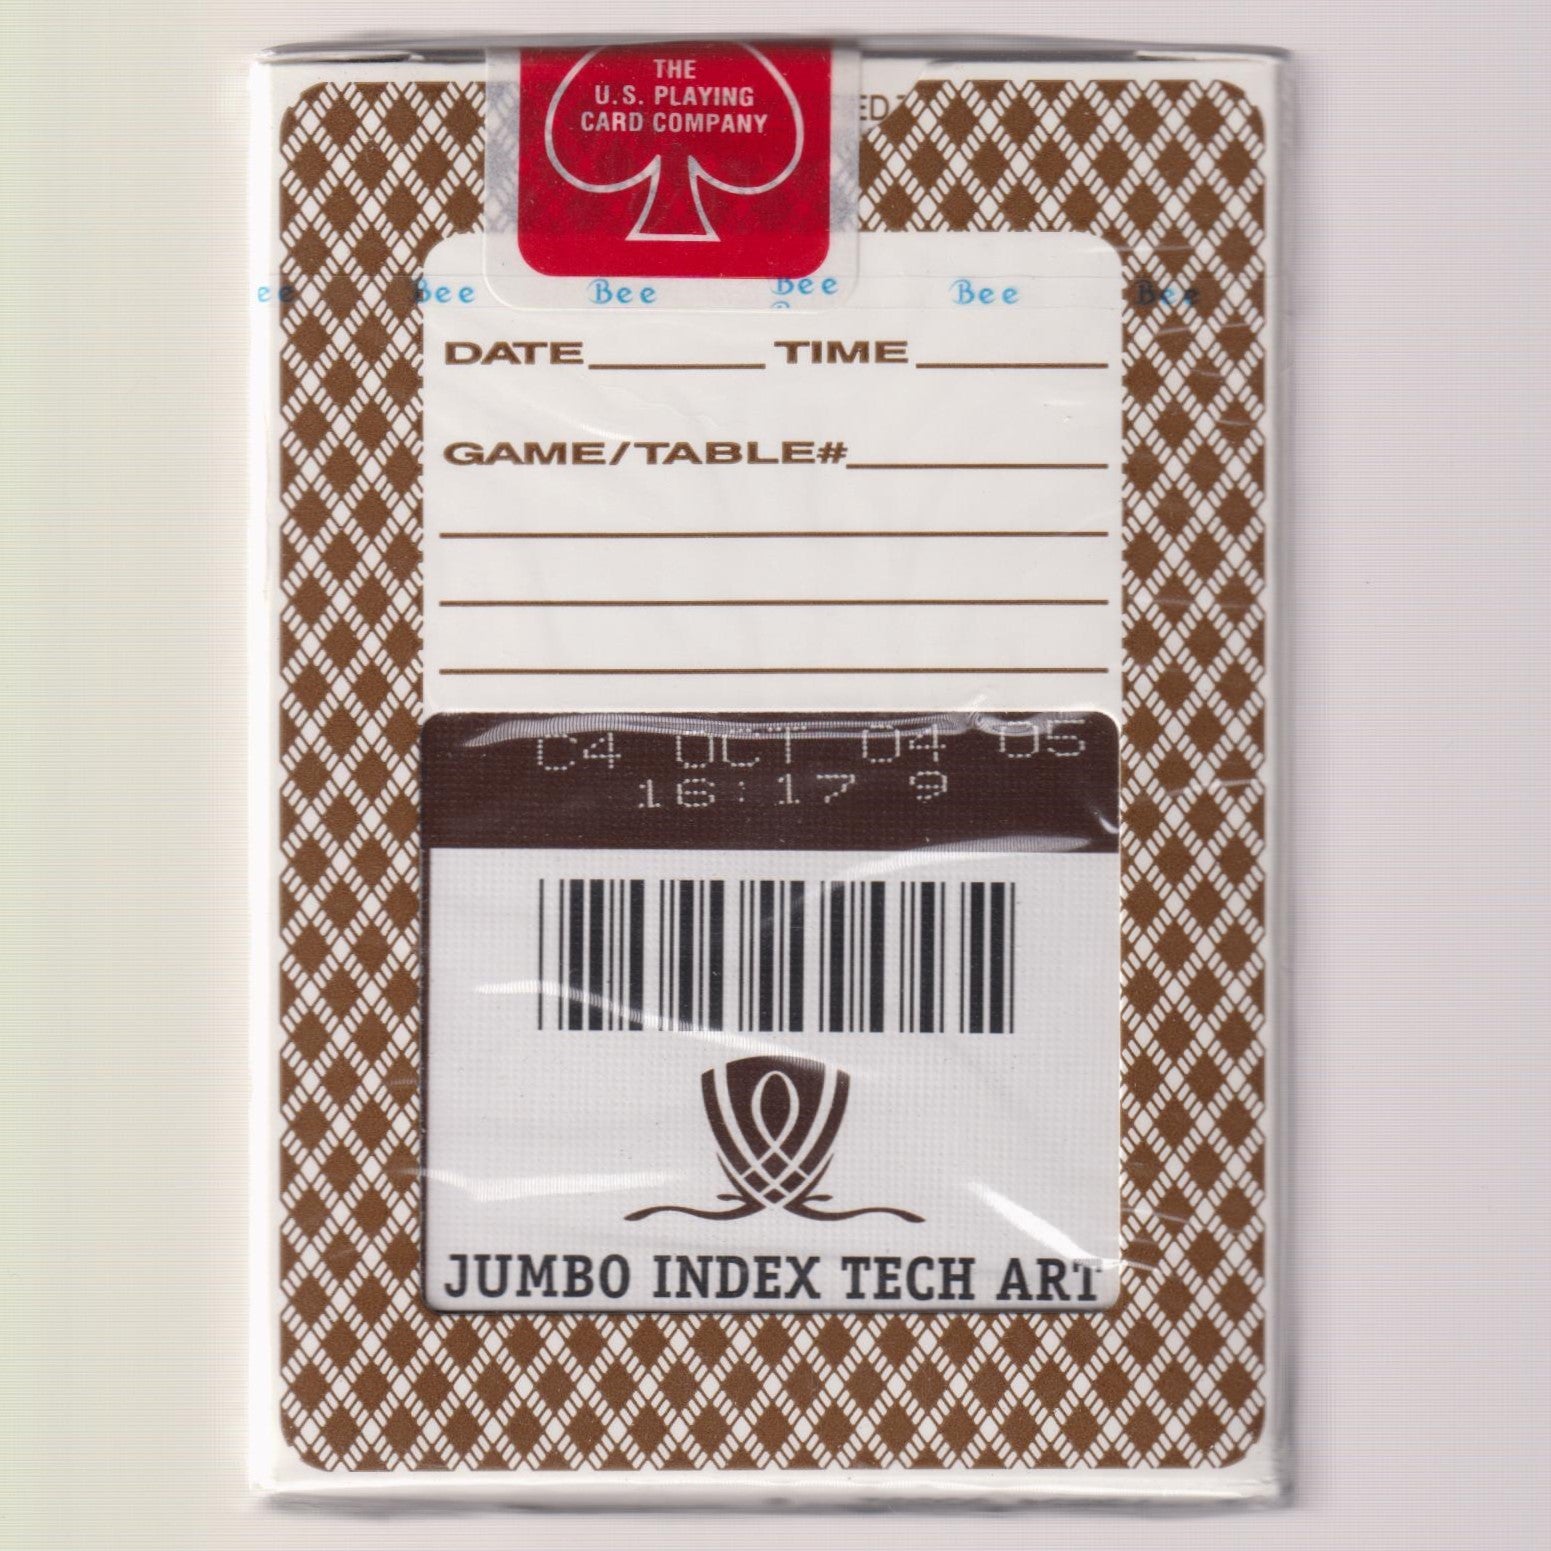 THE
U.S. PLAYING
CARD COMPANY
Bee Bee Bee Bee Bee
DATE TIME
GAME/TABLE#
C4 OCT 04 05
16:17 9
JUMBO INDEX TECH ART